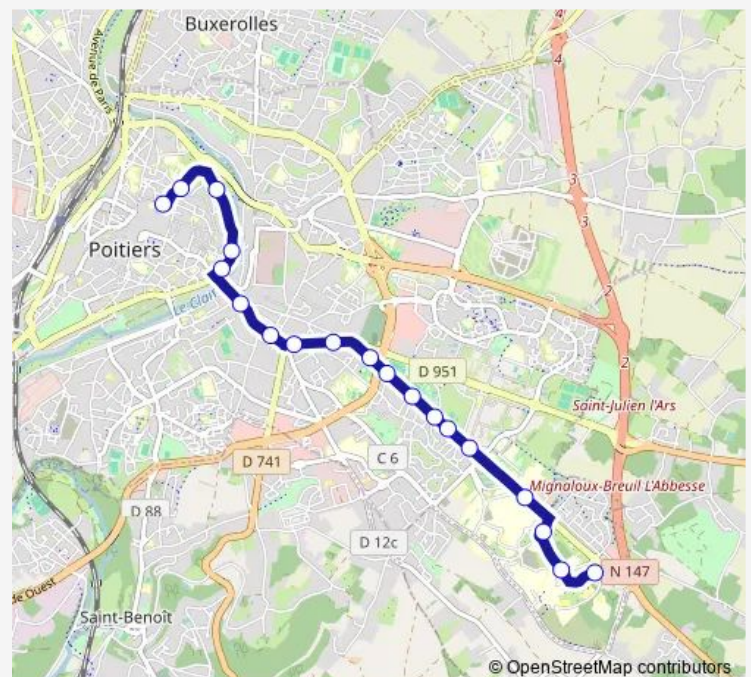 Buxerolles
4
4
Avenue de Paris
3
3
Poitiers
2
Le Clain
2
D 951
Saint-Julien l'Ars
D 741
C 6
Mignaloux-Breuil L'Abbesse
D 88
D 12c
N 147
de Ouest
Saint-Benoît
© OpenStreetMap contributors